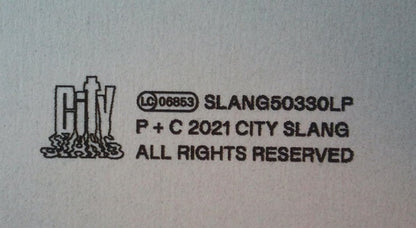 CITY
SLANG
LC 06853 SLANG50330LP
P + C 2021 CITY SLANG
ALL RIGHTS RESERVED